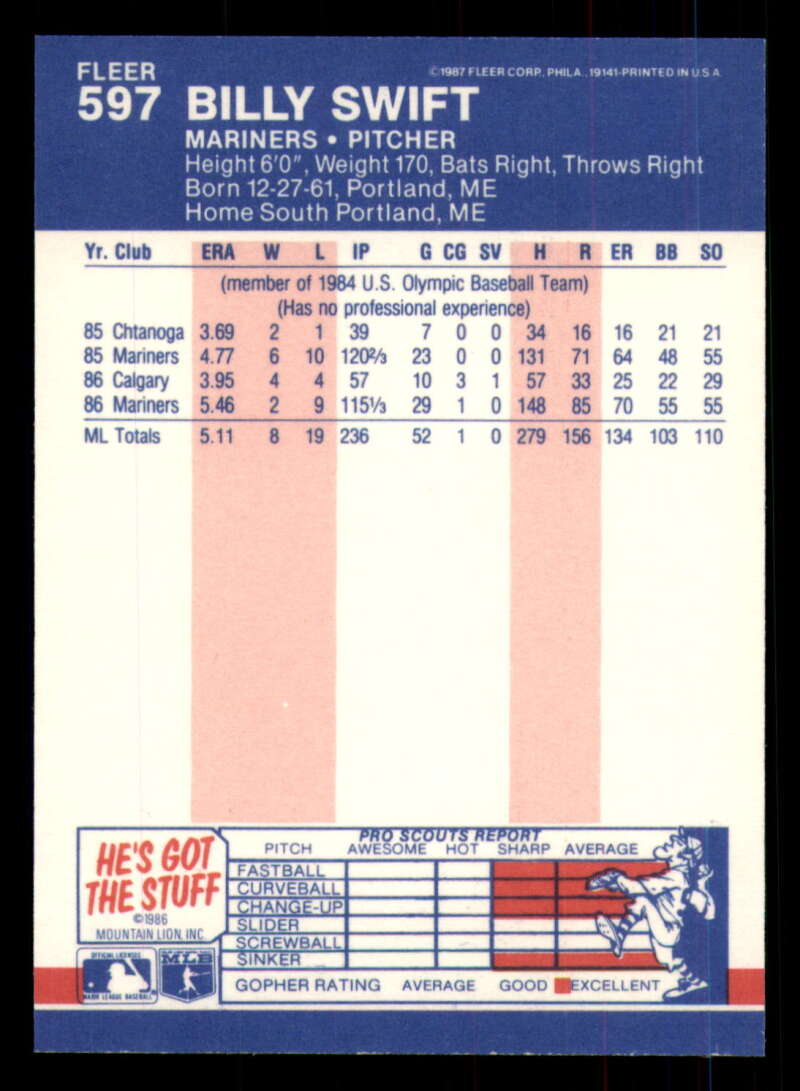 FLEER
©1987 FLEER CORP. PHILA., 19141-PRINTED IN U.S.A.
597 BILLY SWIFT
MARINERS • PITCHER
Height 6'0", Weight 170, Bats Right, Throws Right
Born 12-27-61, Portland, ME
Home South Portland, ME
Yr. Club ERA W L IP G CG SV H R ER BB SO
(member of 1984 U.S. Olympic Baseball Team)
(Has no professional experience)
85 Chtanoga 3.69 2 1 39 7 0 0 34 16 16 21 21
85 Mariners 4.77 6 10 120⅔ 23 0 0 131 71 64 48 55
86 Calgary 3.95 4 4 57 10 3 1 57 33 25 22 29
86 Mariners 5.46 2 9 115⅓ 29 1 0 148 85 70 55 55
ML Totals 5.11 8 19 236 52 1 0 279 156 134 103 110
HE'S GOT
THE STUFF
©1986
MOUNTAIN LION, INC.
PRO SCOUTS REPORT
PITCH AWESOME HOT SHARP AVERAGE
FASTBALL
CURVEBALL
CHANGE-UP
SLIDER
SCREWBALL
SINKER
GOPHER RATING AVERAGE GOOD EXCELLENT
OFFICIAL LICENSEE
MAJOR LEAGUE BASEBALL
MLB